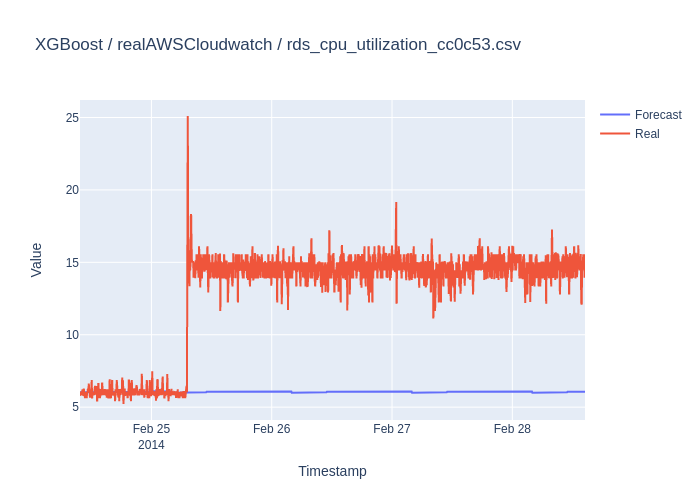 XGBoost / realAWSCloudwatch / rds_cpu_utilization_cc0c53.csv
Forecast
Real
25
20
15
10
5
Value
Feb 25
2014
Feb 26
Feb 27
Feb 28
Timestamp